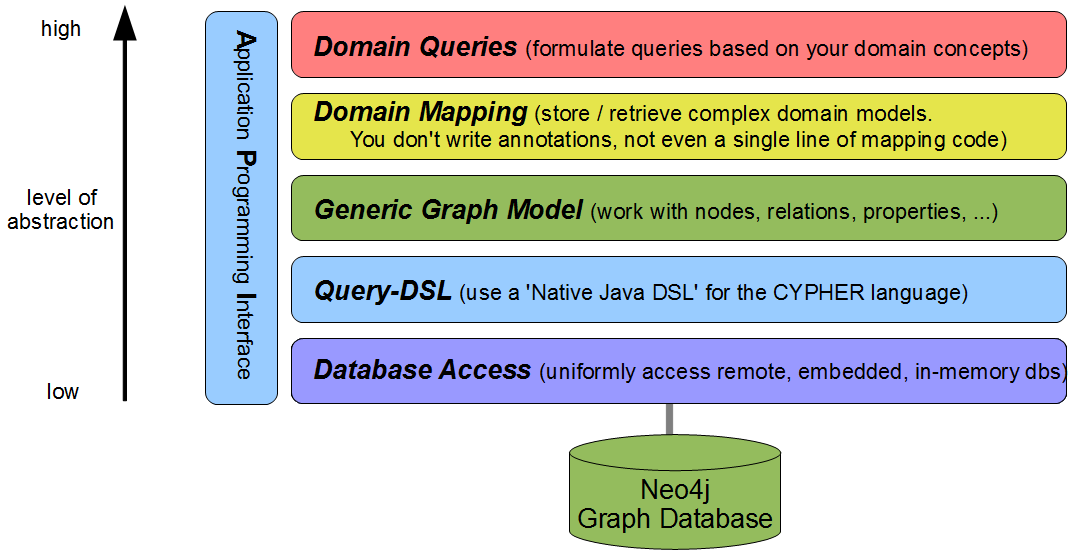 high
level of
abstraction
low
Application Programming Interface
Domain Queries (formulate queries based on your domain concepts)
Domain Mapping (store / retrieve complex domain models.
You don't write annotations, not even a single line of mapping code)
Generic Graph Model (work with nodes, relations, properties, ...)
Query-DSL (use a 'Native Java DSL' for the CYPHER language)
Database Access (uniformly access remote, embedded, in-memory dbs)
Neo4j
Graph Database